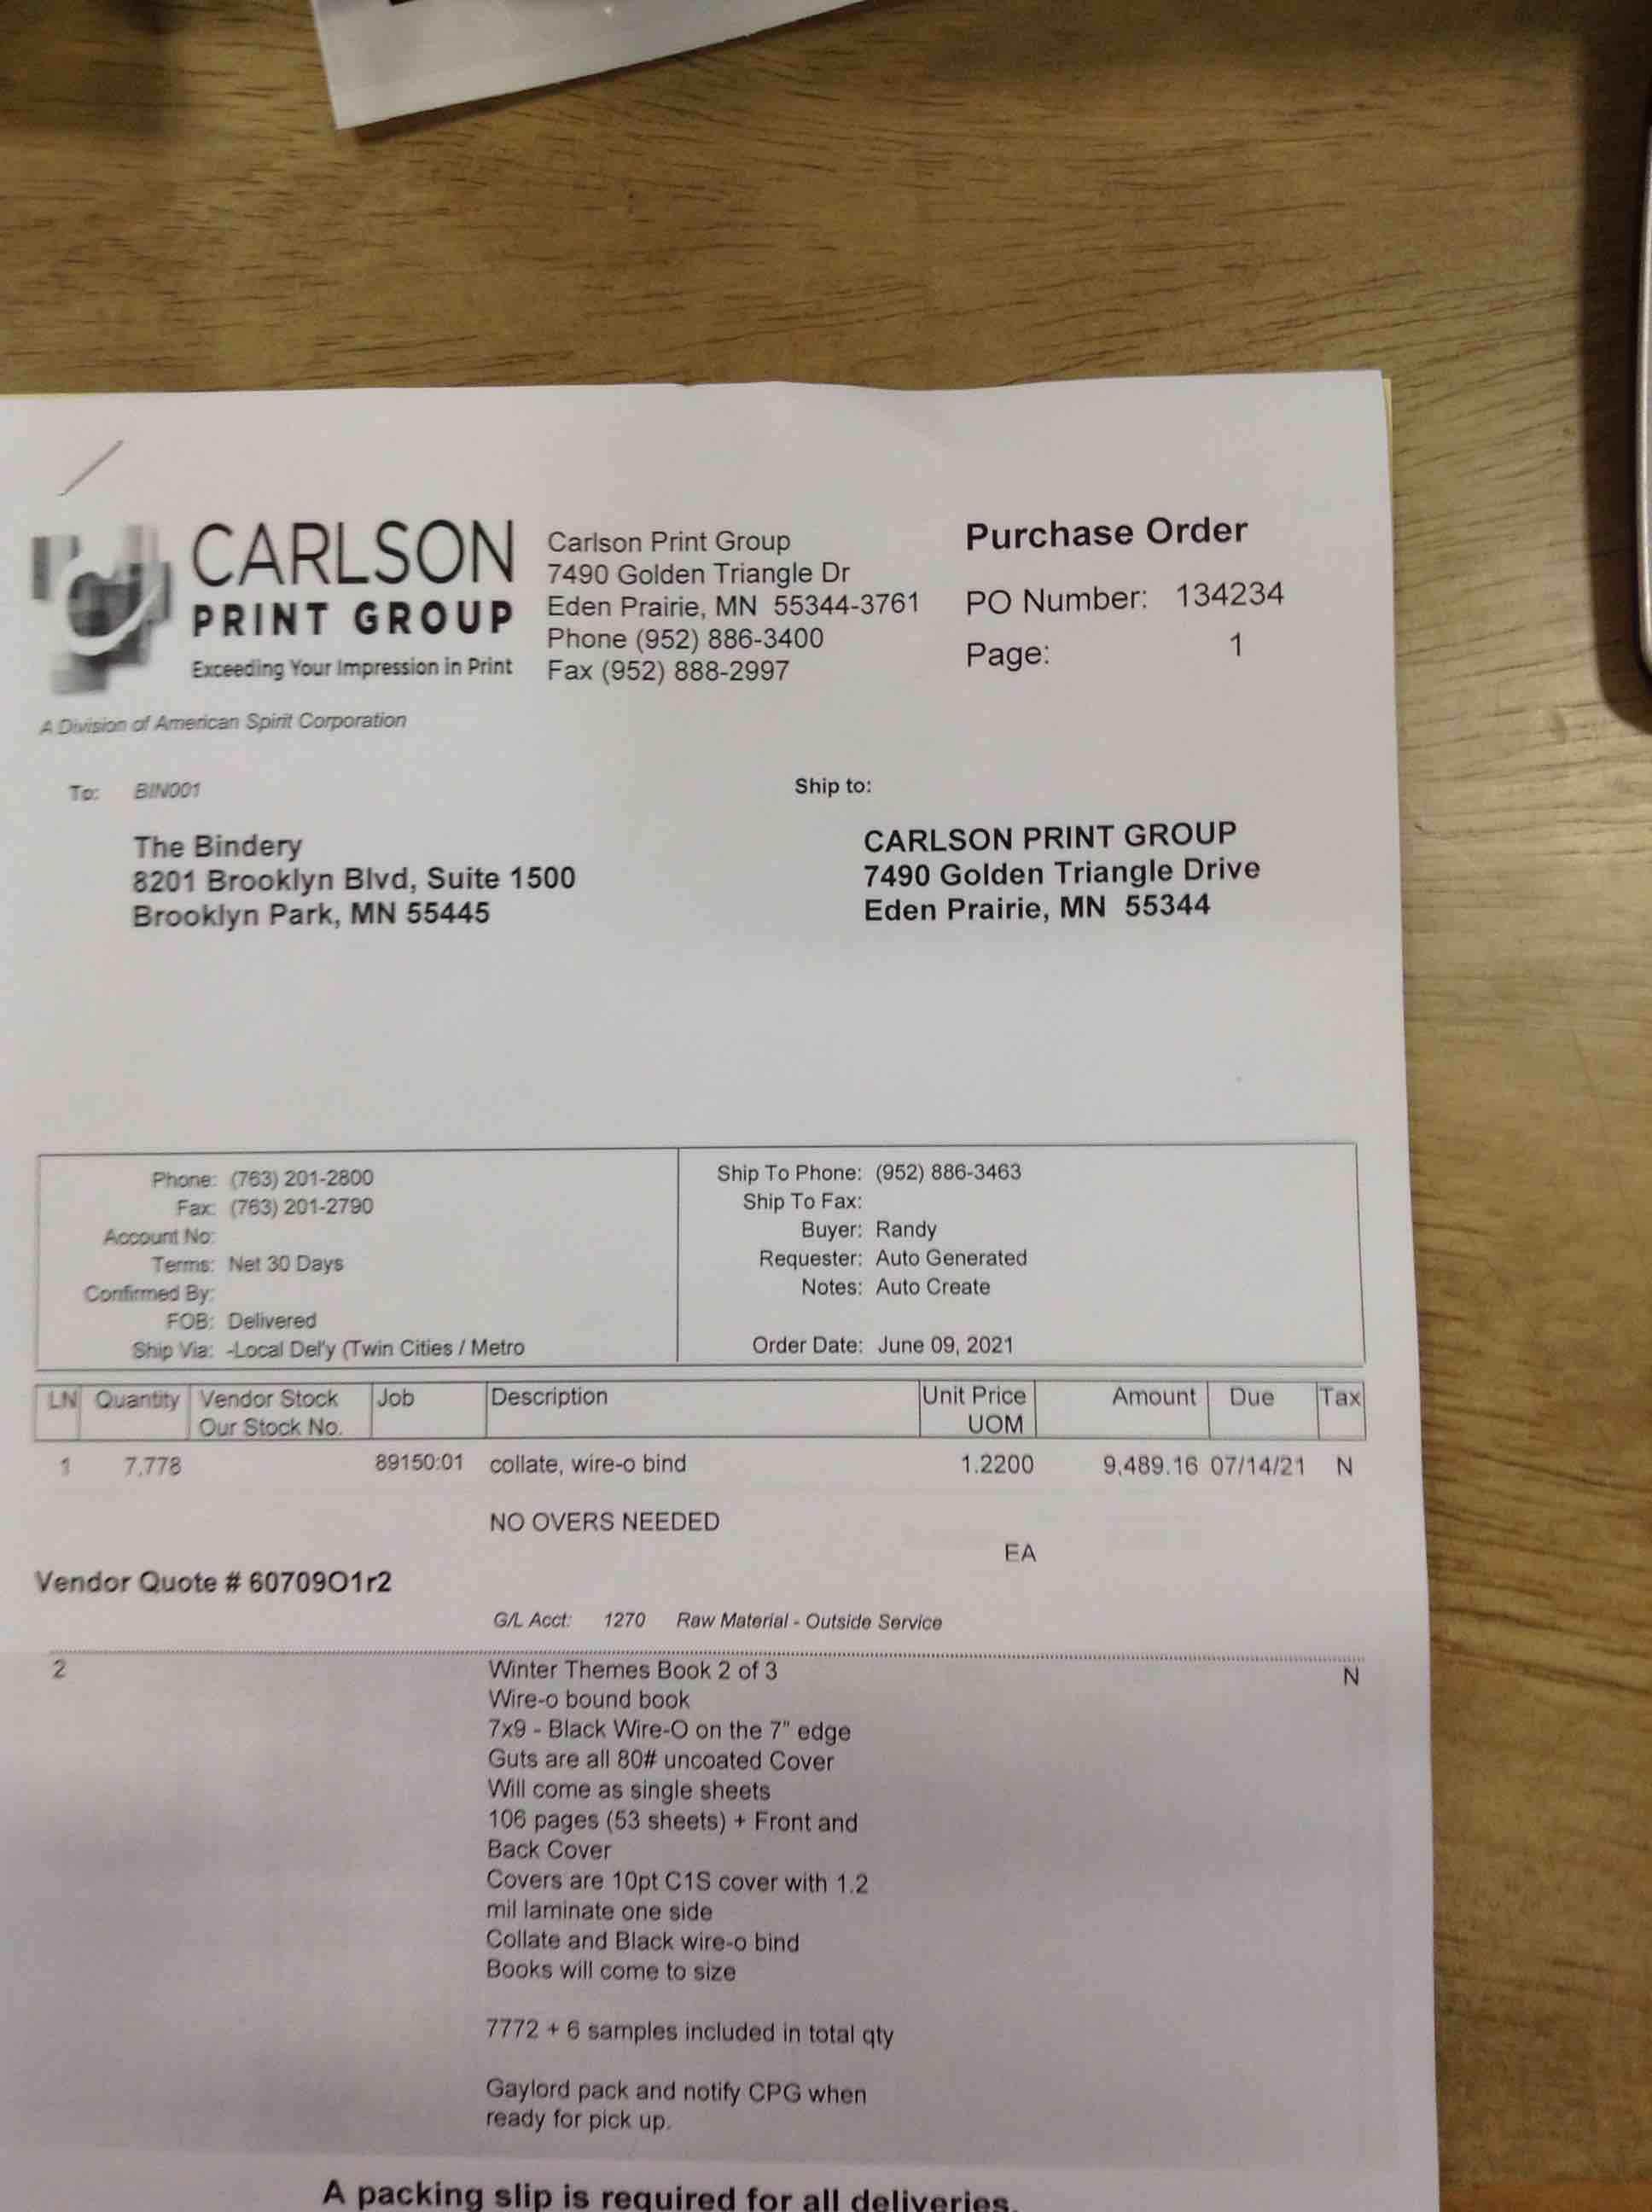 CARLSON
PRINT GROUP
Exceeding Your Impression in Print
A Division of American Spirit Corporation
Carlson Print Group
7490 Golden Triangle Dr
Eden Prairie, MN 55344-3761
Phone (952) 886-3400
Fax (952) 888-2997
Purchase Order
PO Number: 134234
Page: 1
To: BIN001
The Bindery
8201 Brooklyn Blvd, Suite 1500
Brooklyn Park, MN 55445
Ship to:
CARLSON PRINT GROUP
7490 Golden Triangle Drive
Eden Prairie, MN 55344
Phone: (763) 201-2800
Fax: (763) 201-2790
Account No:
Terms: Net 30 Days
Confirmed By:
FOB: Delivered
Ship Via: -Local Del'y (Twin Cities / Metro
Ship To Phone: (952) 886-3463
Ship To Fax:
Buyer: Randy
Requester: Auto Generated
Notes: Auto Create
Order Date: June 09, 2021
LN Quantity Vendor Stock Job Description Unit Price Amount Due Tax
Our Stock No. UOM
1 7,778 89150:01 collate, wire-o bind 1.2200 9,489.16 07/14/21 N
NO OVERS NEEDED
EA
Vendor Quote # 60709O1r2
G/L Acct: 1270 Raw Material - Outside Service
2 Winter Themes Book 2 of 3 N
Wire-o bound book
7x9 - Black Wire-O on the 7" edge
Guts are all 80# uncoated Cover
Will come as single sheets
106 pages (53 sheets) + Front and
Back Cover
Covers are 10pt C1S cover with 1.2
mil laminate one side
Collate and Black wire-o bind
Books will come to size
7772 + 6 samples included in total qty
Gaylord pack and notify CPG when
ready for pick up.
A packing slip is required for all deliveries.